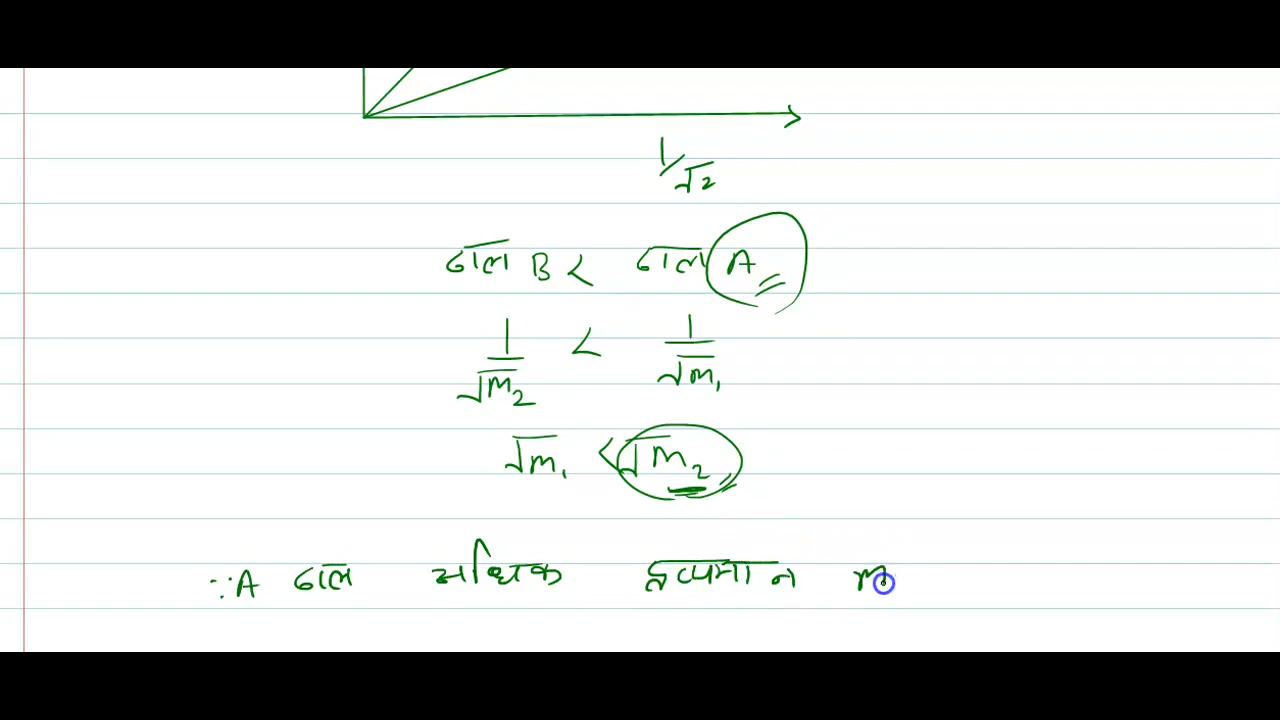 1/√2
ঢাল B < ঢাল A
1/√m₂ < 1/√m₁
√m₁ < √m₂
∵ A ঢাল অধিক m